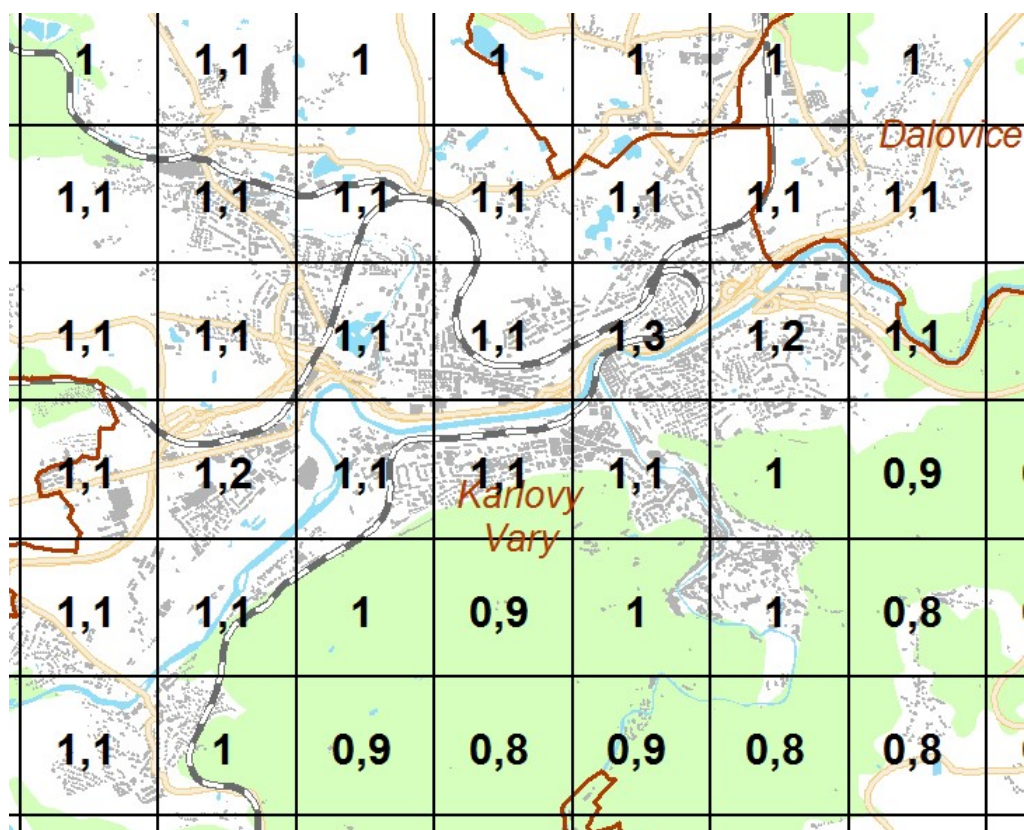 1 1,1 1 1 1 1 1
Dalovice
1,1 1,1 1,1 1,1 1,1 1,1 1,1
1,1 1,1 1,1 1,1 1,3 1,2 1,1
1,1 1,2 1,1 1,1 1,1 1 0,9
Karlovy
Vary
1,1 1,1 1 0,9 1 1 0,8
1,1 1 0,9 0,8 0,9 0,8 0,8